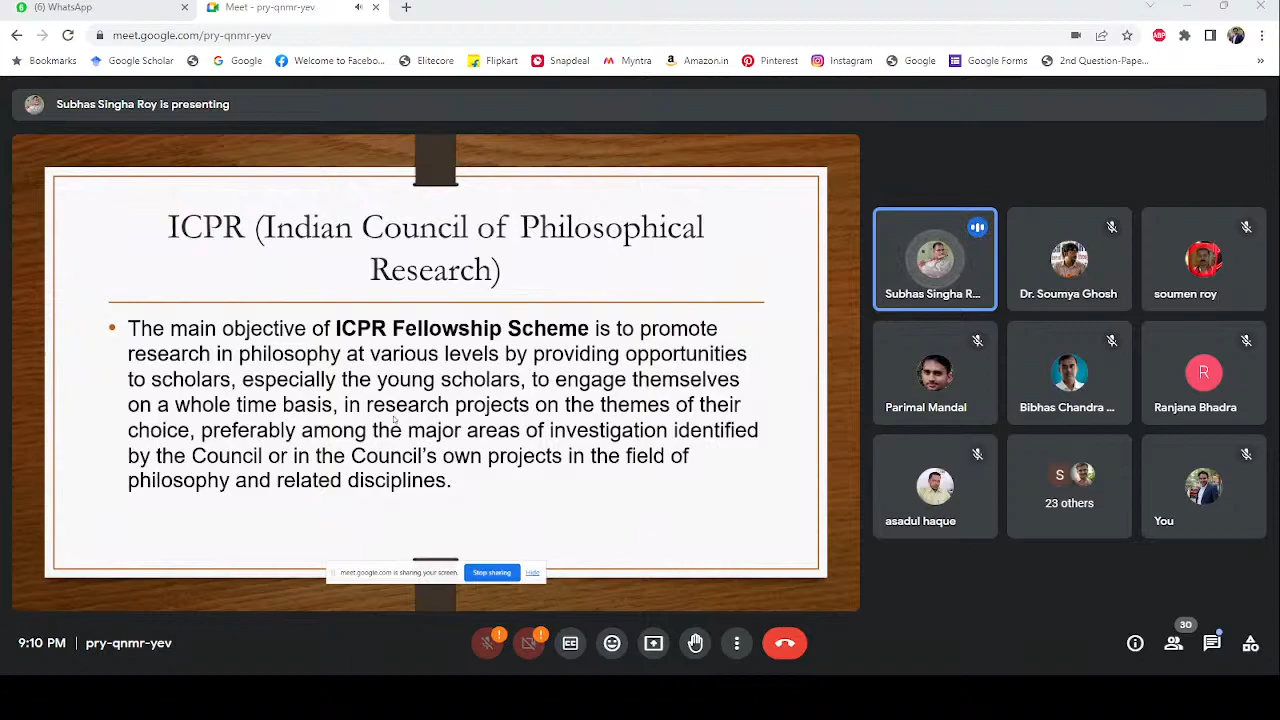 (6) WhatsApp
Meet - pry-qnmr-yev
meet.google.com/pry-qnmr-yev
ABP
Bookmarks
Google Scholar
Google
Welcome to Facebo...
Elitecore
Flipkart
Snapdeal
Myntra
Amazon.in
Pinterest
Instagram
Google
Google Forms
2nd Question-Pape...
»
Subhas Singha Roy is presenting
ICPR (Indian Council of Philosophical
Research)
• The main objective of ICPR Fellowship Scheme is to promote
research in philosophy at various levels by providing opportunities
to scholars, especially the young scholars, to engage themselves
on a whole time basis, in research projects on the themes of their
choice, preferably among the major areas of investigation identified
by the Council or in the Council's own projects in the field of
philosophy and related disciplines.
meet.google.com is sharing your screen.
Stop sharing
Hide
Subhas Singha R...
Dr. Soumya Ghosh
soumen roy
Parimal Mandal
Bibhas Chandra ...
R
Ranjana Bhadra
asadul haque
S
23 others
You
9:10 PM | pry-qnmr-yev
30